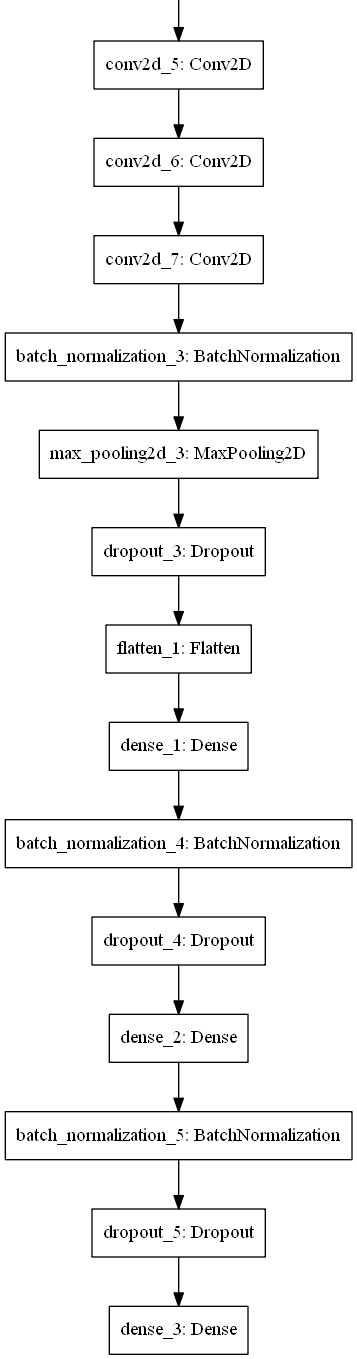 conv2d_5: Conv2D
conv2d_6: Conv2D
conv2d_7: Conv2D
batch_normalization_3: BatchNormalization
max_pooling2d_3: MaxPooling2D
dropout_3: Dropout
flatten_1: Flatten
dense_1: Dense
batch_normalization_4: BatchNormalization
dropout_4: Dropout
dense_2: Dense
batch_normalization_5: BatchNormalization
dropout_5: Dropout
dense_3: Dense